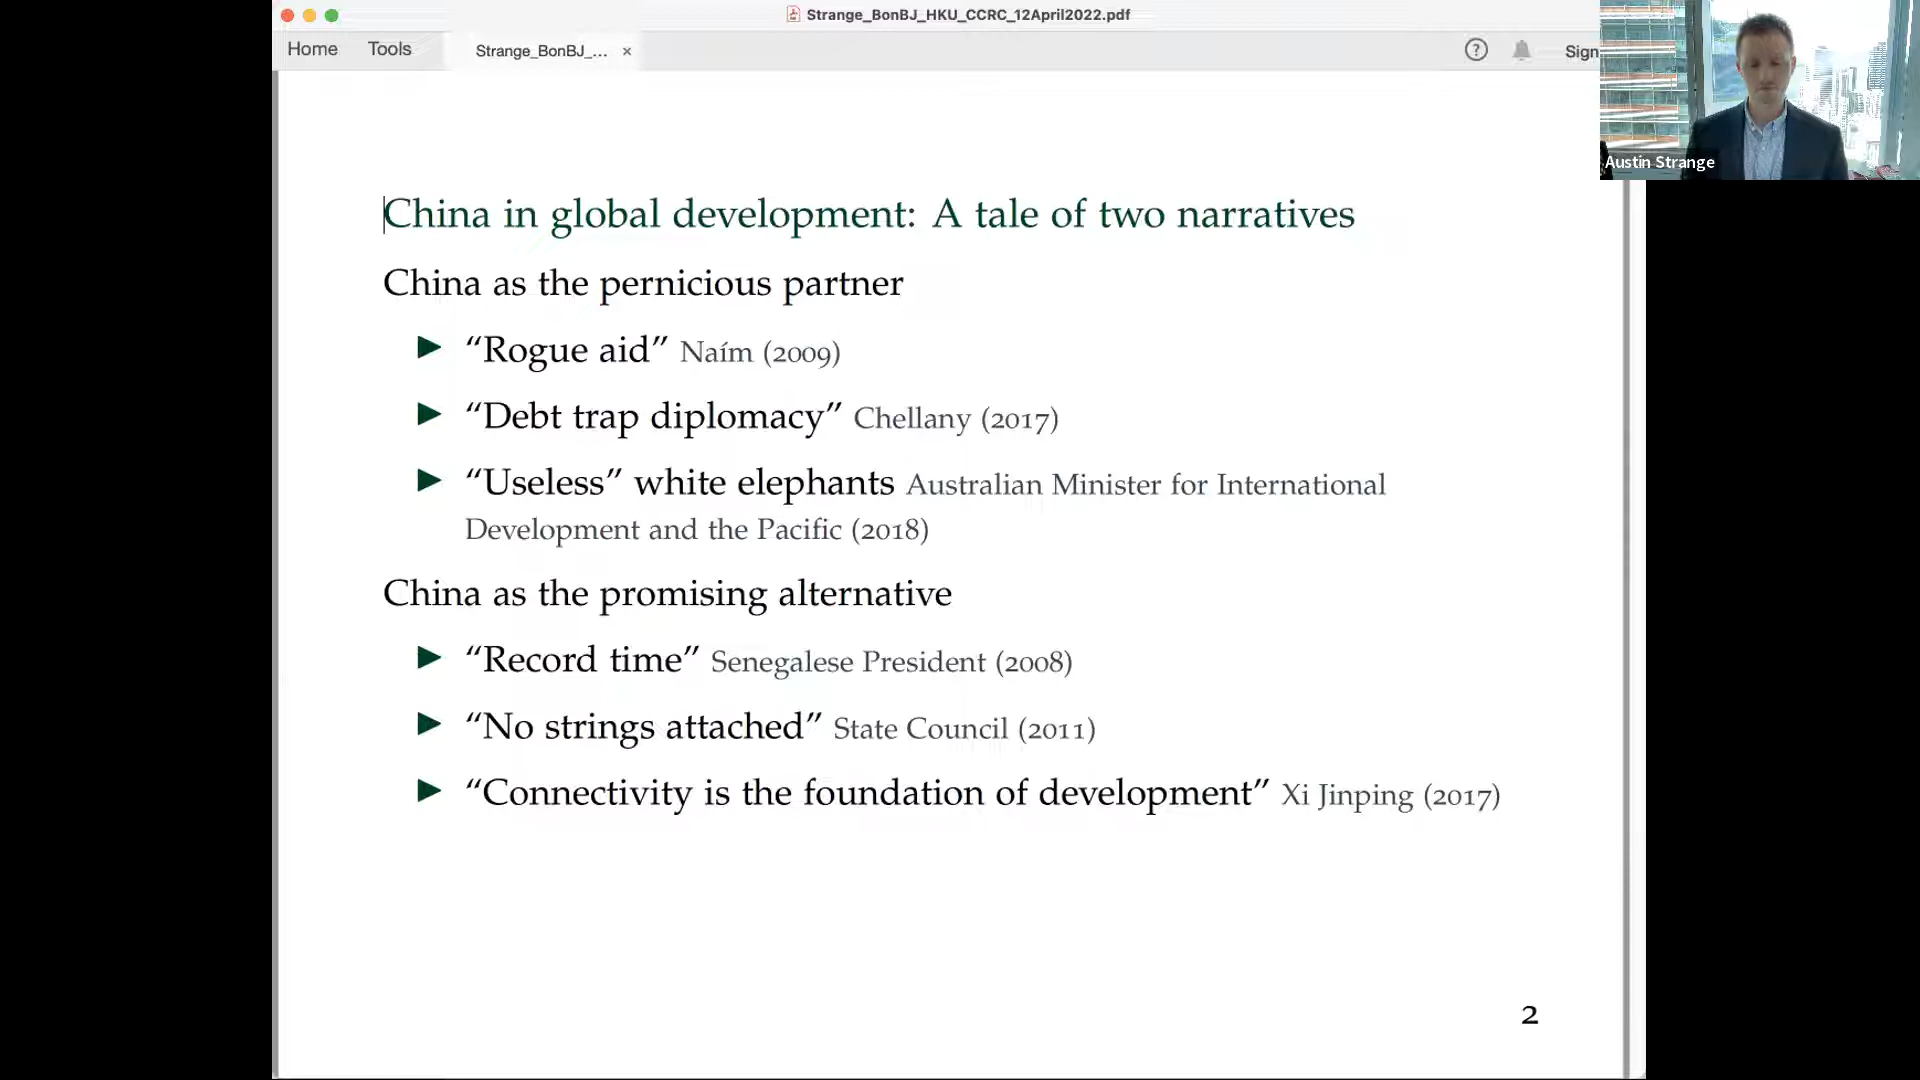 Strange_BonBJ_HKU_CCRC_12April2022.pdf
Home Tools Strange_BonBJ_... × ? Sign
Austin Strange
China in global development: A tale of two narratives
China as the pernicious partner
“Rogue aid” Naím (2009)
“Debt trap diplomacy” Chellany (2017)
“Useless” white elephants Australian Minister for International
Development and the Pacific (2018)
China as the promising alternative
“Record time” Senegalese President (2008)
“No strings attached” State Council (2011)
“Connectivity is the foundation of development” Xi Jinping (2017)
2